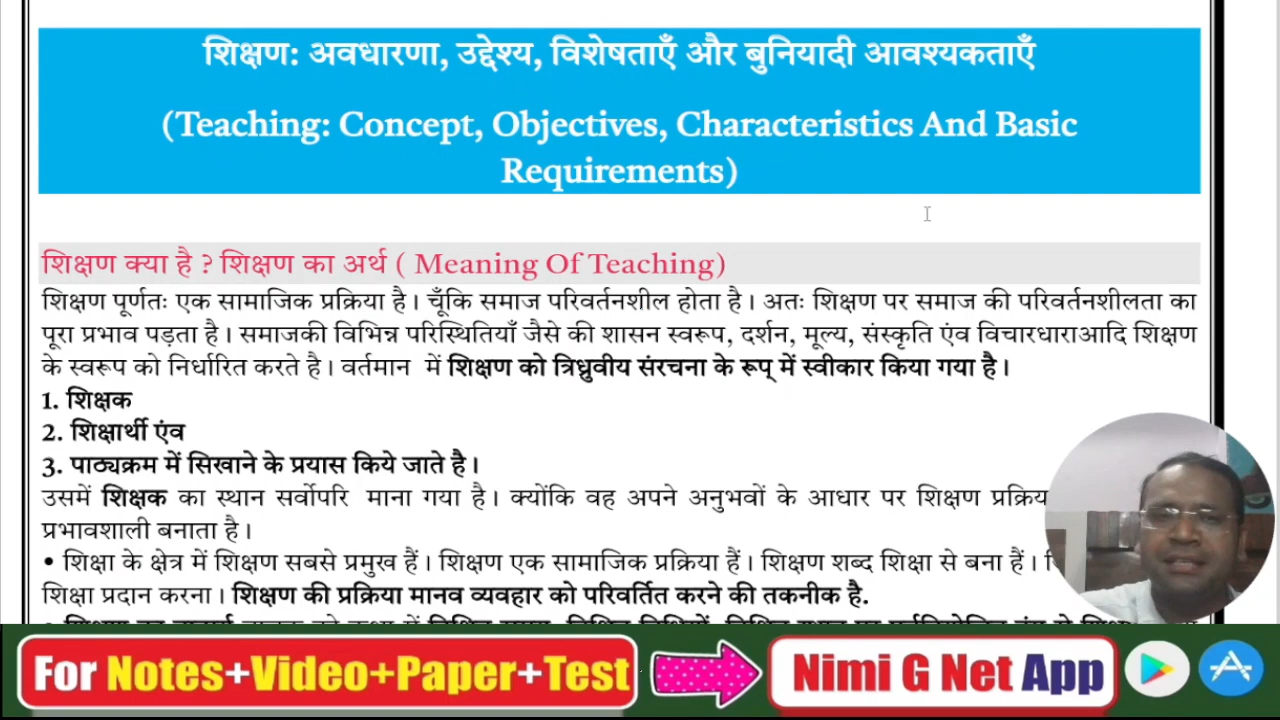 शिक्षण: अवधारणा, उद्देश्य, विशेषताएँ और बुनियादी आवश्यकताएँ
(Teaching: Concept, Objectives, Characteristics And Basic
Requirements)
शिक्षण क्या है ? शिक्षण का अर्थ ( Meaning Of Teaching)
शिक्षण पूर्णतः एक सामाजिक प्रक्रिया है। चूँकि समाज परिवर्तनशील होता है। अतः शिक्षण पर समाज की परिवर्तनशीलता का
पूरा प्रभाव पड़ता है। समाजकी विभिन्न परिस्थितियाँ जैसे की शासन स्वरूप, दर्शन, मूल्य, संस्कृति एंव विचारधाराआदि शिक्षण
के स्वरूप को निर्धारित करते है। वर्तमान में शिक्षण को त्रिध्रुवीय संरचना के रूप् में स्वीकार किया गया है।
1. शिक्षक
2. शिक्षार्थी एंव
3. पाठ्यक्रम में सिखाने के प्रयास किये जाते है।
उसमें शिक्षक का स्थान सर्वोपरि माना गया है। क्योंकि वह अपने अनुभवों के आधार पर शिक्षण
प्रभावशाली बनाता है।
• शिक्षा के क्षेत्र में शिक्षण सबसे प्रमुख हैं। शिक्षण एक सामाजिक प्रक्रिया हैं। शिक्षण शब्द शिक्षा से बना हैं।
शिक्षा प्रदान करना। शिक्षण की प्रक्रिया मानव व्यवहार को परिवर्तित करने की तकनीक है.
For Notes+Video+Paper+Test
Nimi G Net App